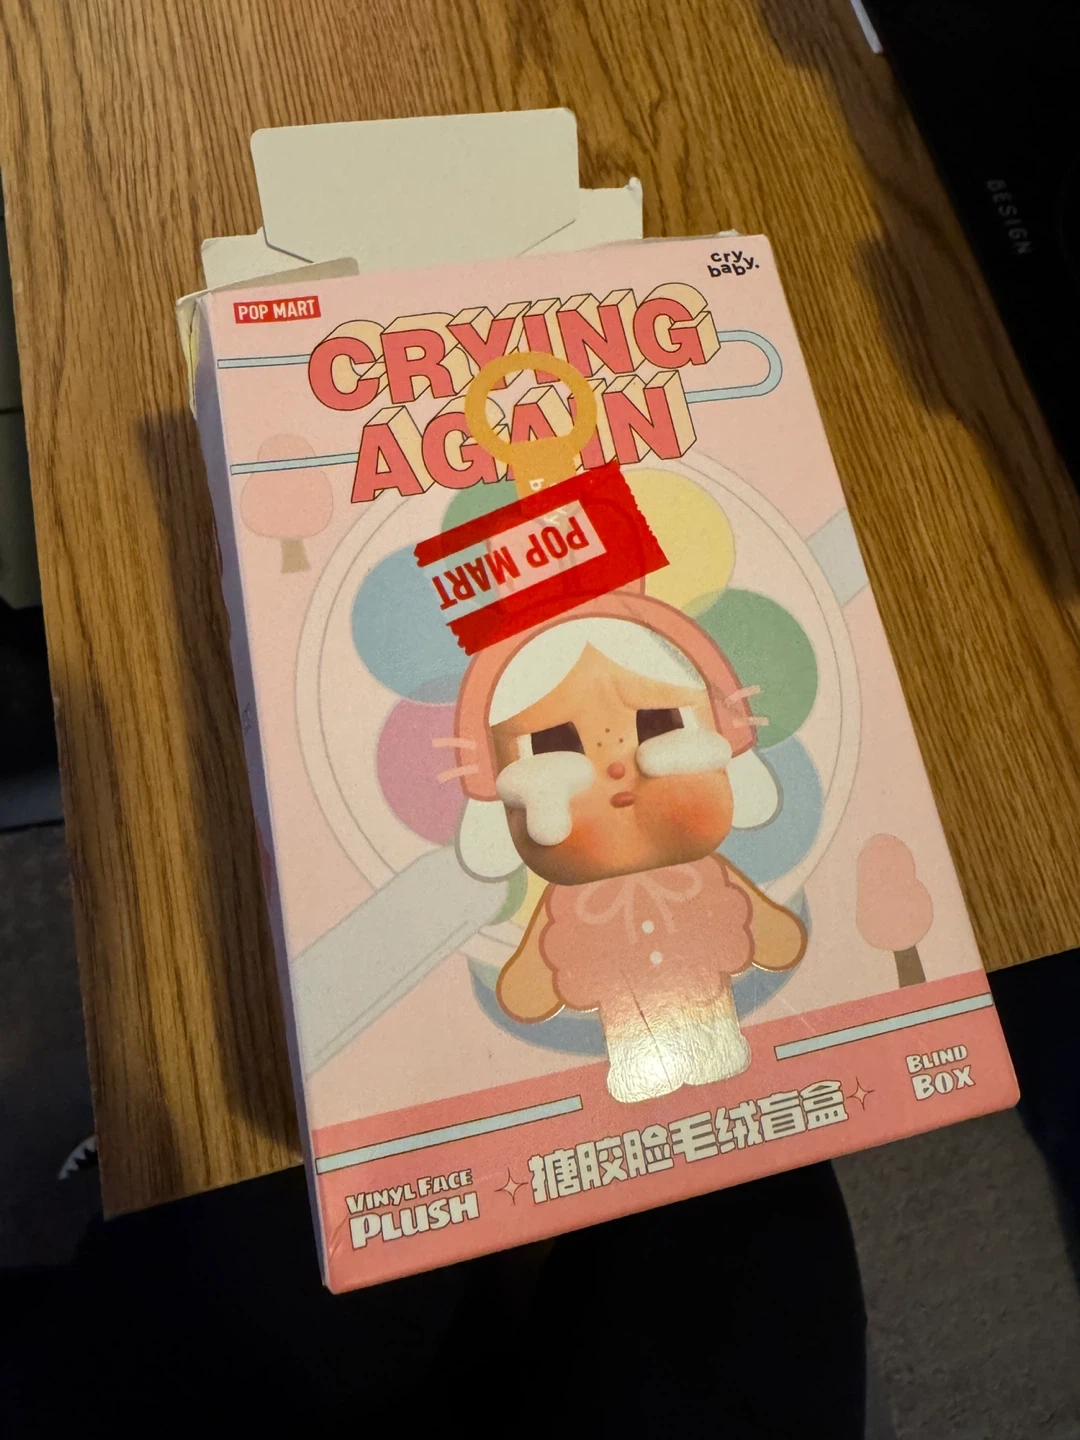 POP MART
cry
baby.
CRYING
AGAIN
POP MART
BLIND
BOX
搪胶脸毛绒盲盒
VINYL FACE
PLUSH
DESIGN